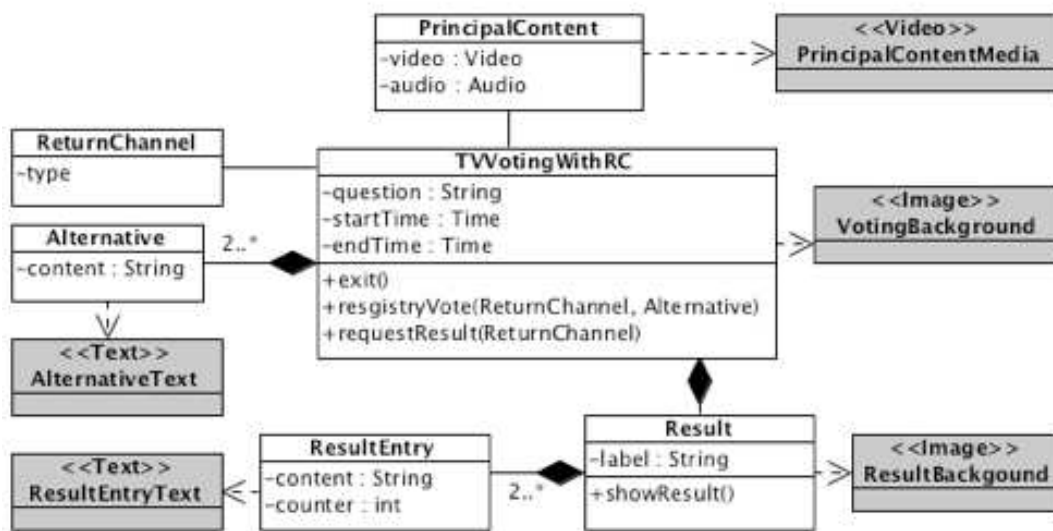 PrincipalContent
-video : Video
-audio : Audio
<<Video>>
PrincipalContentMedia
ReturnChannel
-type
TVVotingWithRC
-question : String
-startTime : Time
-endTime : Time
+exit()
+resgistryVote(ReturnChannel, Alternative)
+requestResult(ReturnChannel)
<<Image>>
VotingBackground
Alternative
-content : String
2..*
<<Text>>
AlternativeText
Result
-label : String
+showResult()
<<Image>>
ResultBackgound
ResultEntry
-content : String
-counter : int
2..*
<<Text>>
ResultEntryText